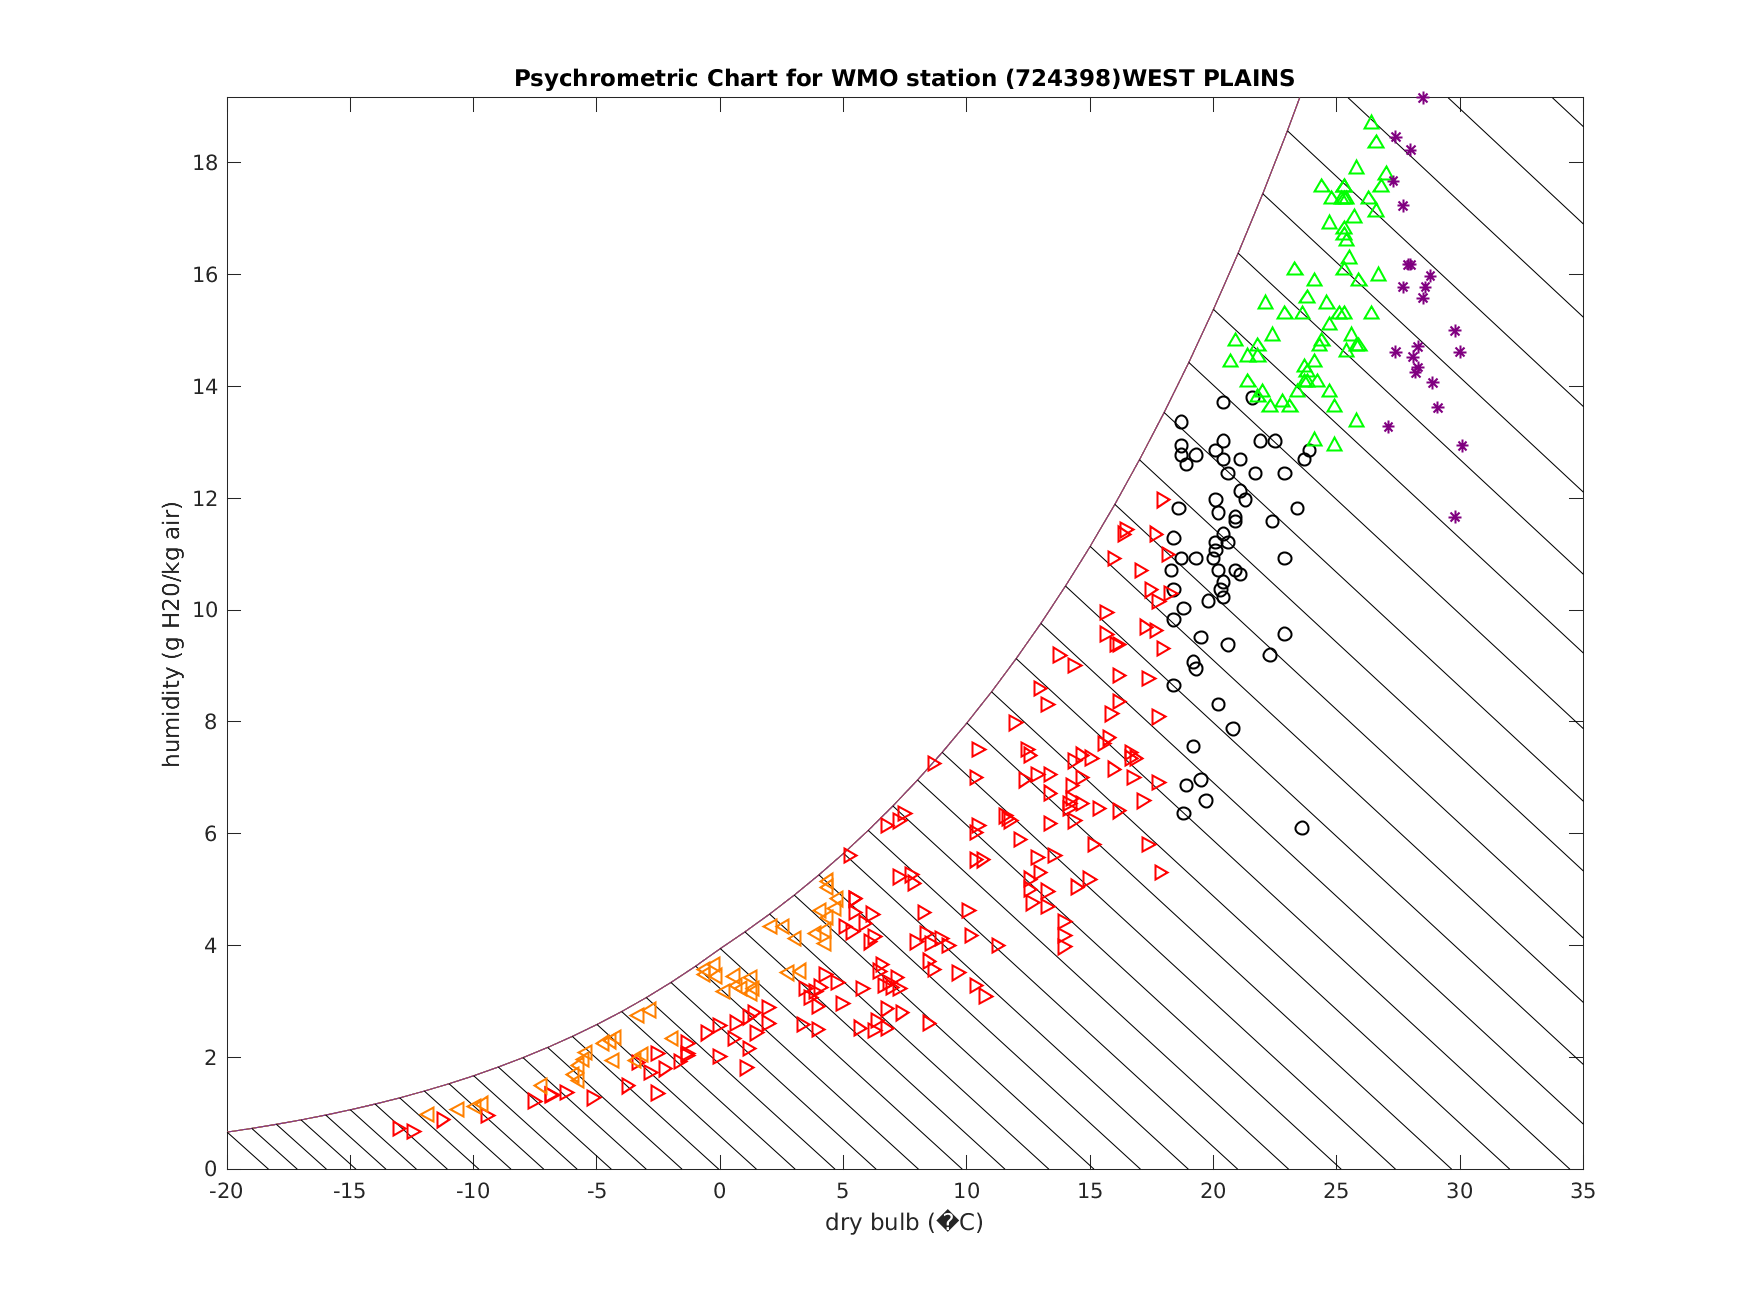 Psychrometric Chart for WMO station (724398)WEST PLAINS
18
16
14
12
10
8
6
4
2
0
humidity (g H20/kg air)
-20 -15 -10 -5 0 5 10 15 20 25 30 35
dry bulb (�C)